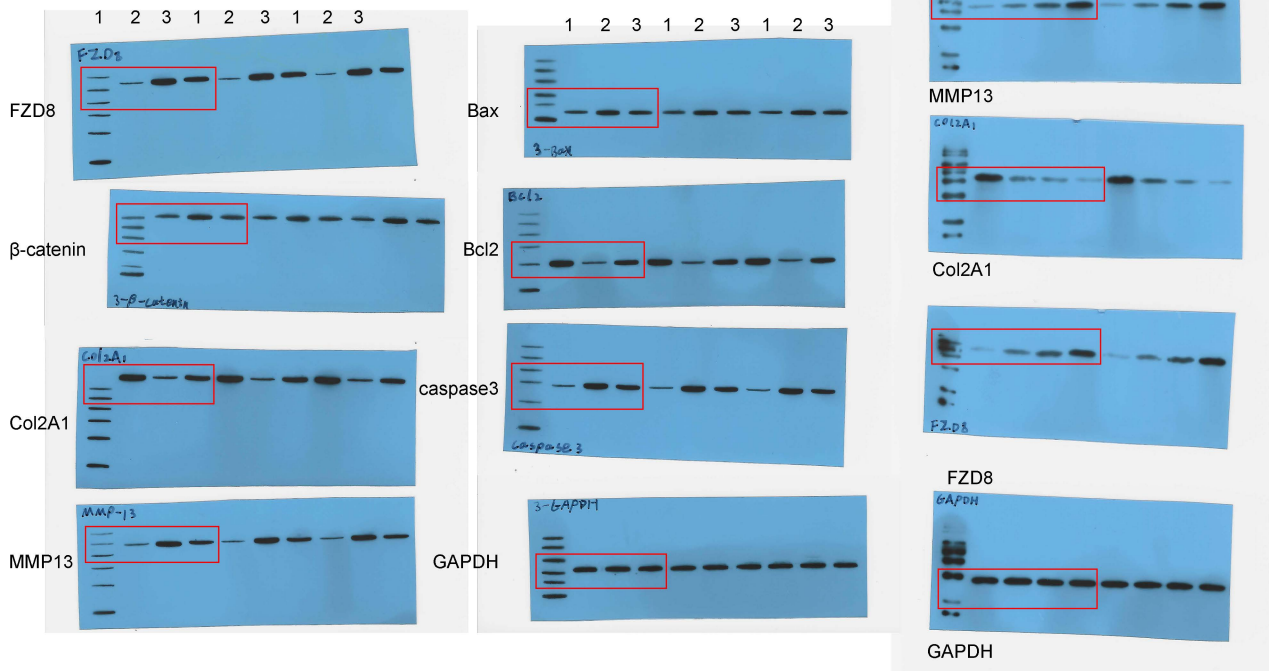 1 2 3 1 2 3 1 2 3
FZD8
FZD8
β-catenin
3-β-catenin
Col2A1
Col2A1
MMP-13
MMP13
1 2 3 1 2 3 1 2 3
Bax
3-Bax
Bcl2
Bcl2
caspase3
Caspase3
3-GAPDH
GAPDH
MMP13
COL2A1
Col2A1
FZD8
FZD8
GAPDH
GAPDH